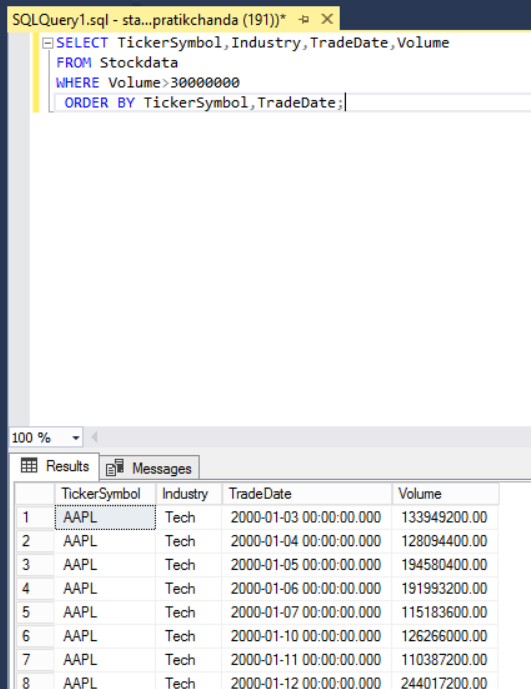 SQLQuery1.sql - sta...pratikchanda (191))*
SELECT TickerSymbol,Industry,TradeDate,Volume
FROM Stockdata
WHERE Volume>30000000
ORDER BY TickerSymbol,TradeDate;
100 %
Results Messages
TickerSymbol Industry TradeDate Volume
1 AAPL Tech 2000-01-03 00:00:00.000 133949200.00
2 AAPL Tech 2000-01-04 00:00:00.000 128094400.00
3 AAPL Tech 2000-01-05 00:00:00.000 194580400.00
4 AAPL Tech 2000-01-06 00:00:00.000 191993200.00
5 AAPL Tech 2000-01-07 00:00:00.000 115183600.00
6 AAPL Tech 2000-01-10 00:00:00.000 126266000.00
7 AAPL Tech 2000-01-11 00:00:00.000 110387200.00
8 AAPL Tech 2000-01-12 00:00:00.000 244017200.00